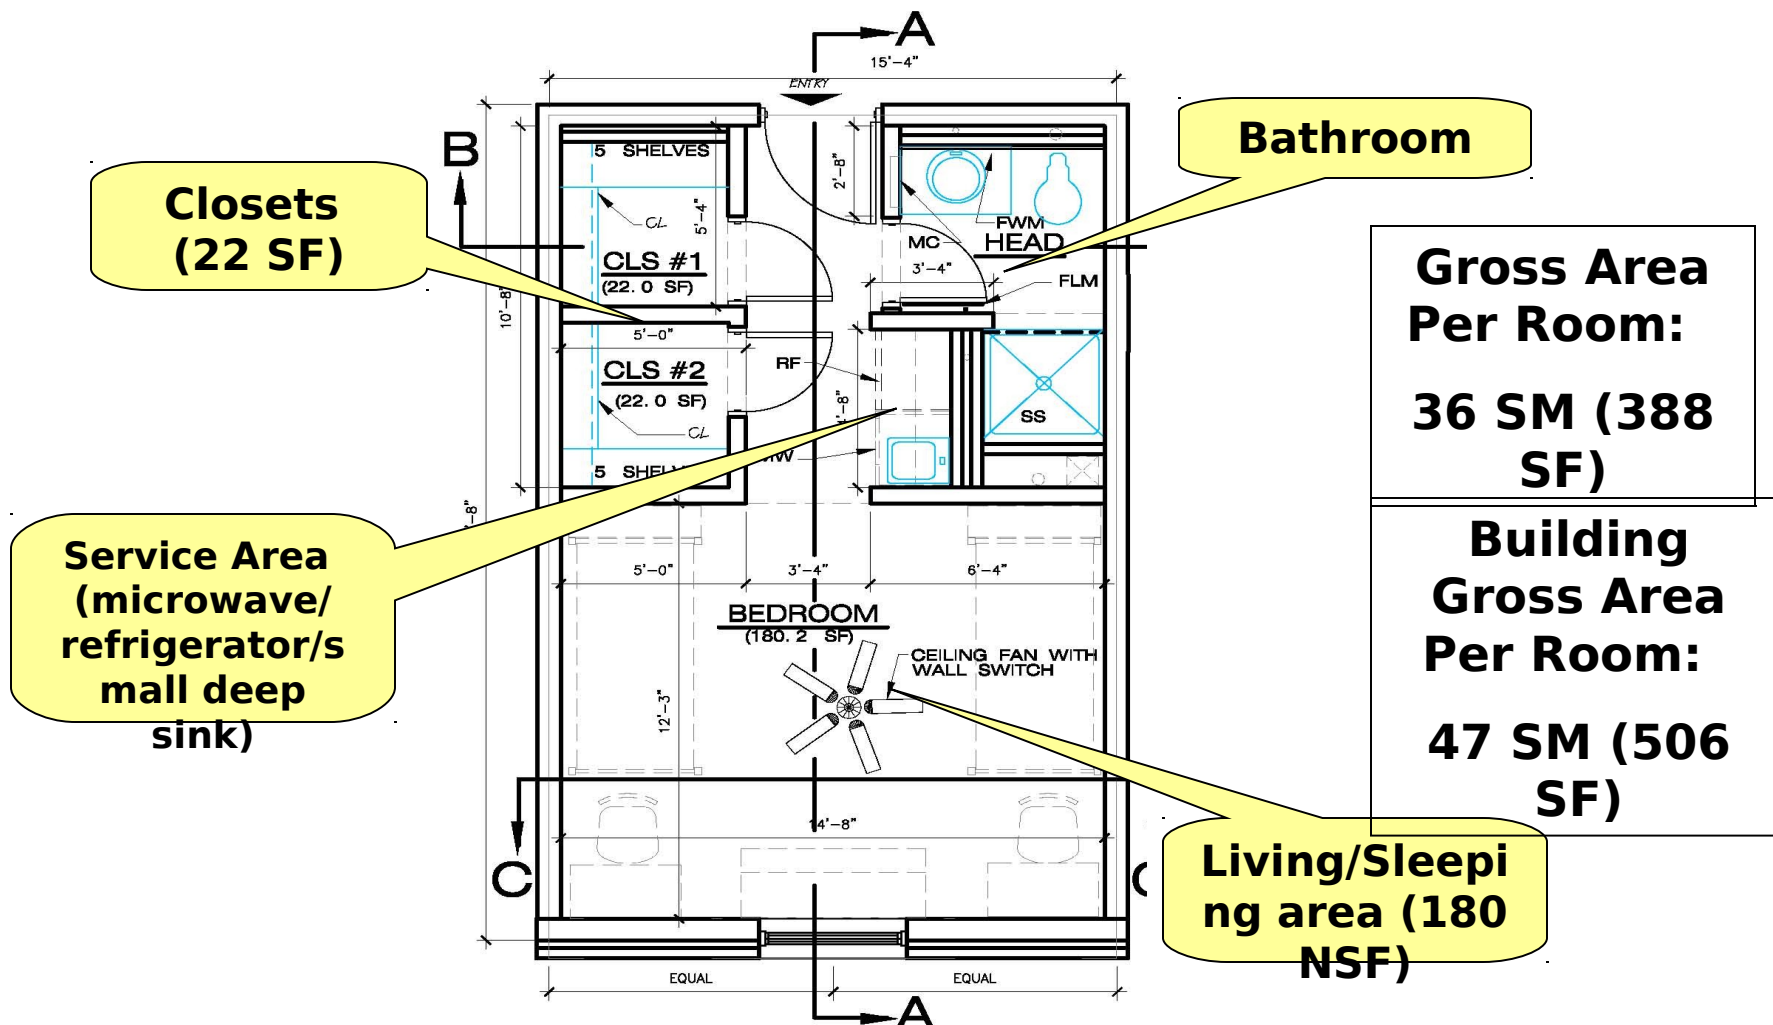 A
15'-4"
ENTRY
B
5 SHELVES
2'-8"
Bathroom
Closets
(22 SF)
CL
5'-4"
FWM
MC
HEAD
CLS #1
(22.0 SF)
3'-4"
FLM
10'-8"
5'-0"
RF
CLS #2
(22.0 SF)
SS
CL
5 SHELV
Gross Area
Per Room:
36 SM (388
SF)
Building
Gross Area
Per Room:
47 SM (506
SF)
Service Area
(microwave/
refrigerator/s
mall deep
sink)
5'-0"
3'-4"
6'-4"
BEDROOM
(180.2 SF)
CEILING FAN WITH
WALL SWITCH
12'-3"
14'-8"
C
Living/Sleepi
ng area (180
NSF)
EQUAL
EQUAL
A